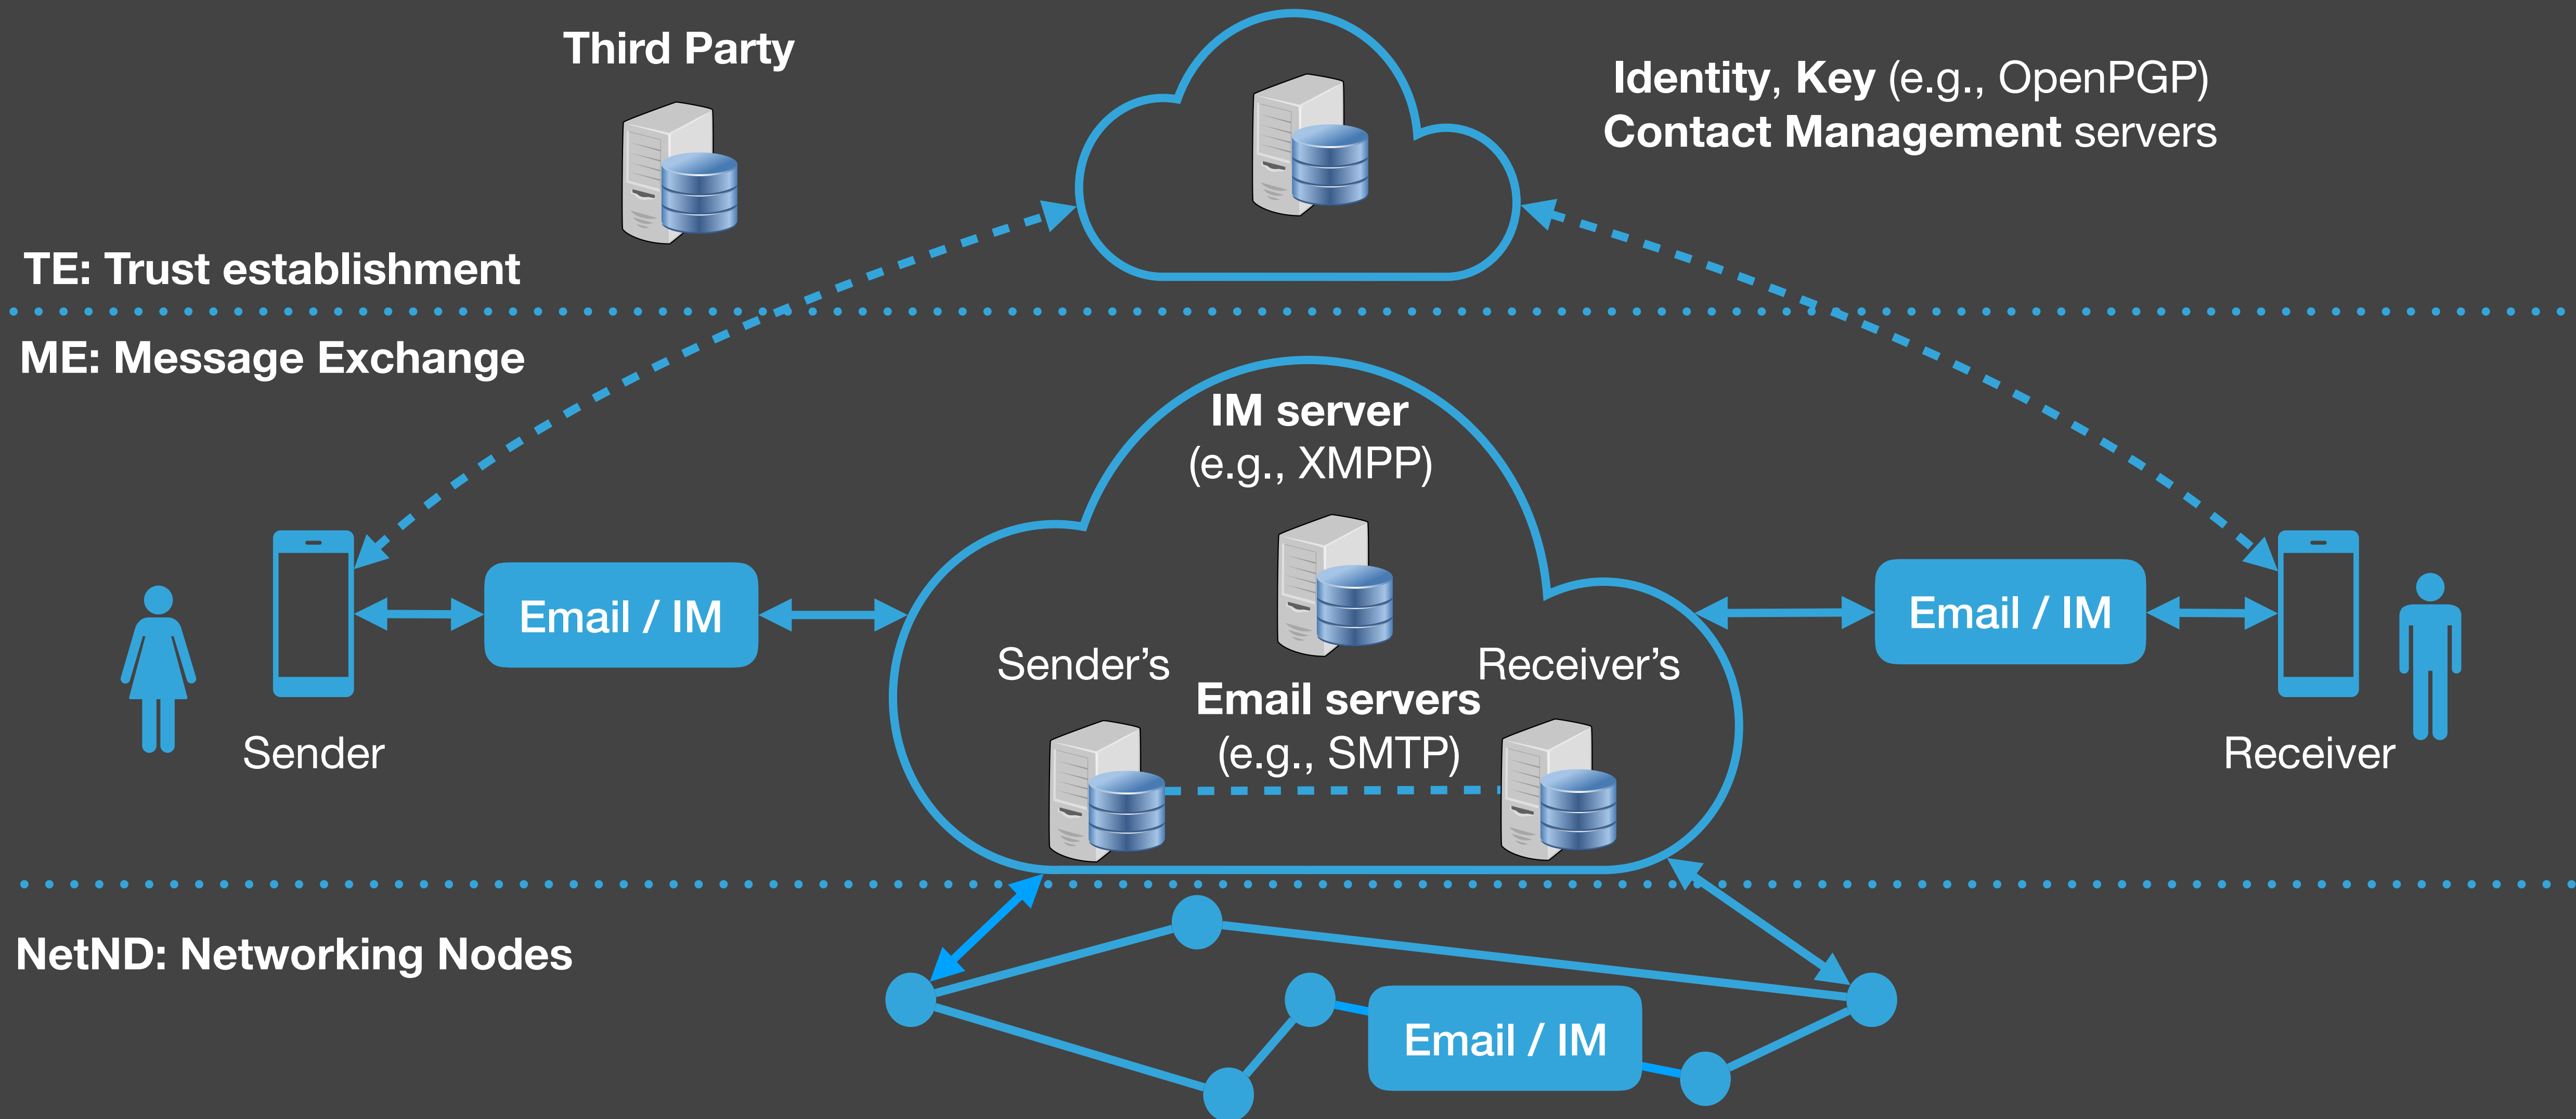 Third Party
Identity, Key (e.g., OpenPGP)
Contact Management servers
TE: Trust establishment
ME: Message Exchange
IM server
(e.g., XMPP)
Email / IM
Email / IM
Sender’s
Receiver’s
Email servers
(e.g., SMTP)
Sender
Receiver
NetND: Networking Nodes
Email / IM